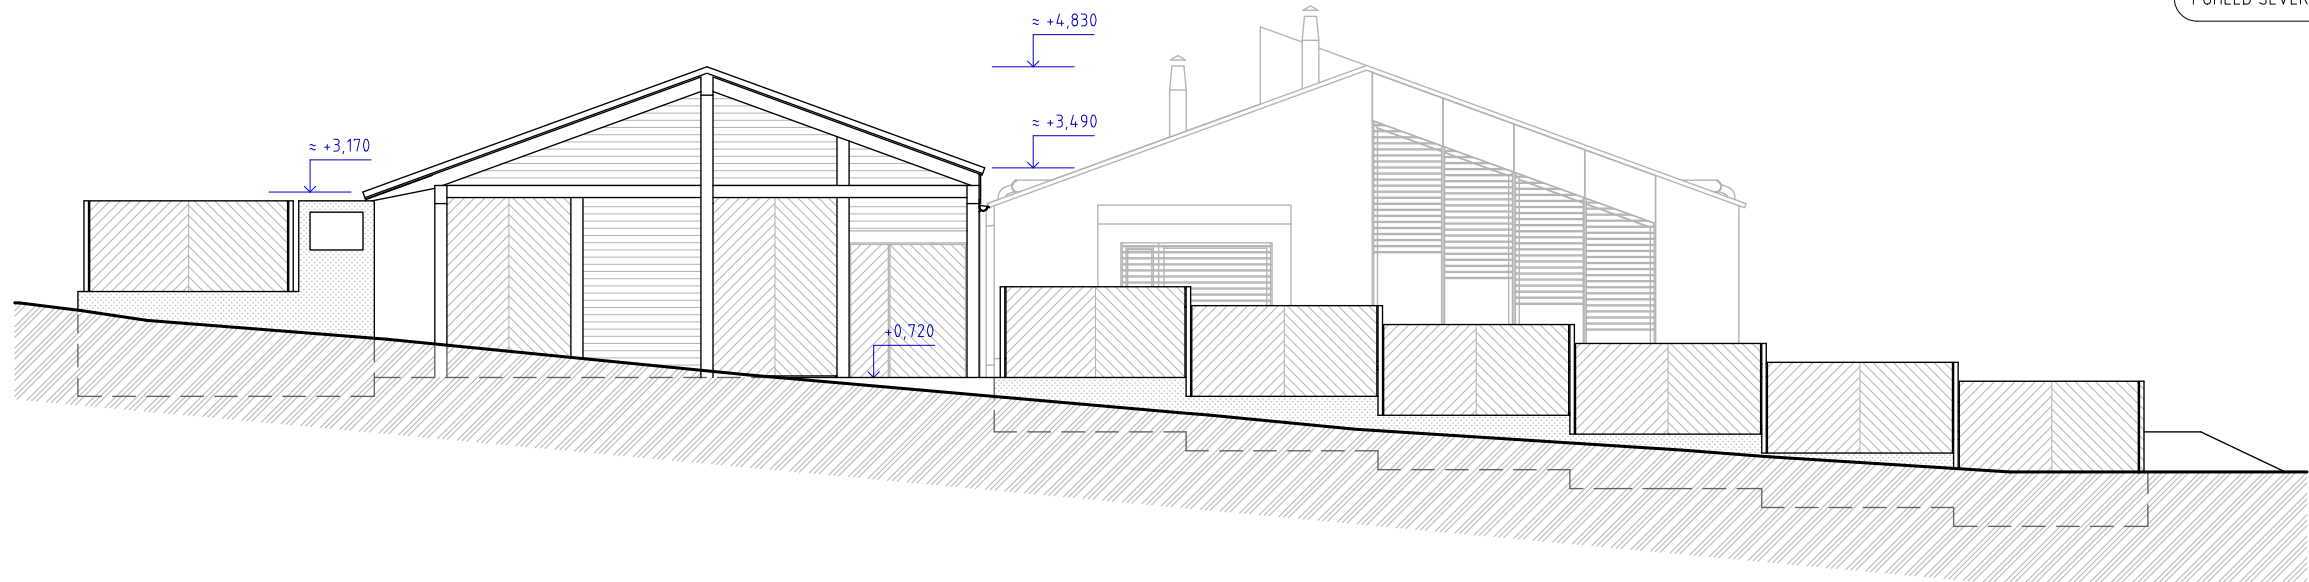 ≈ +4,830
≈ +3,490
≈ +3,170
+0,720